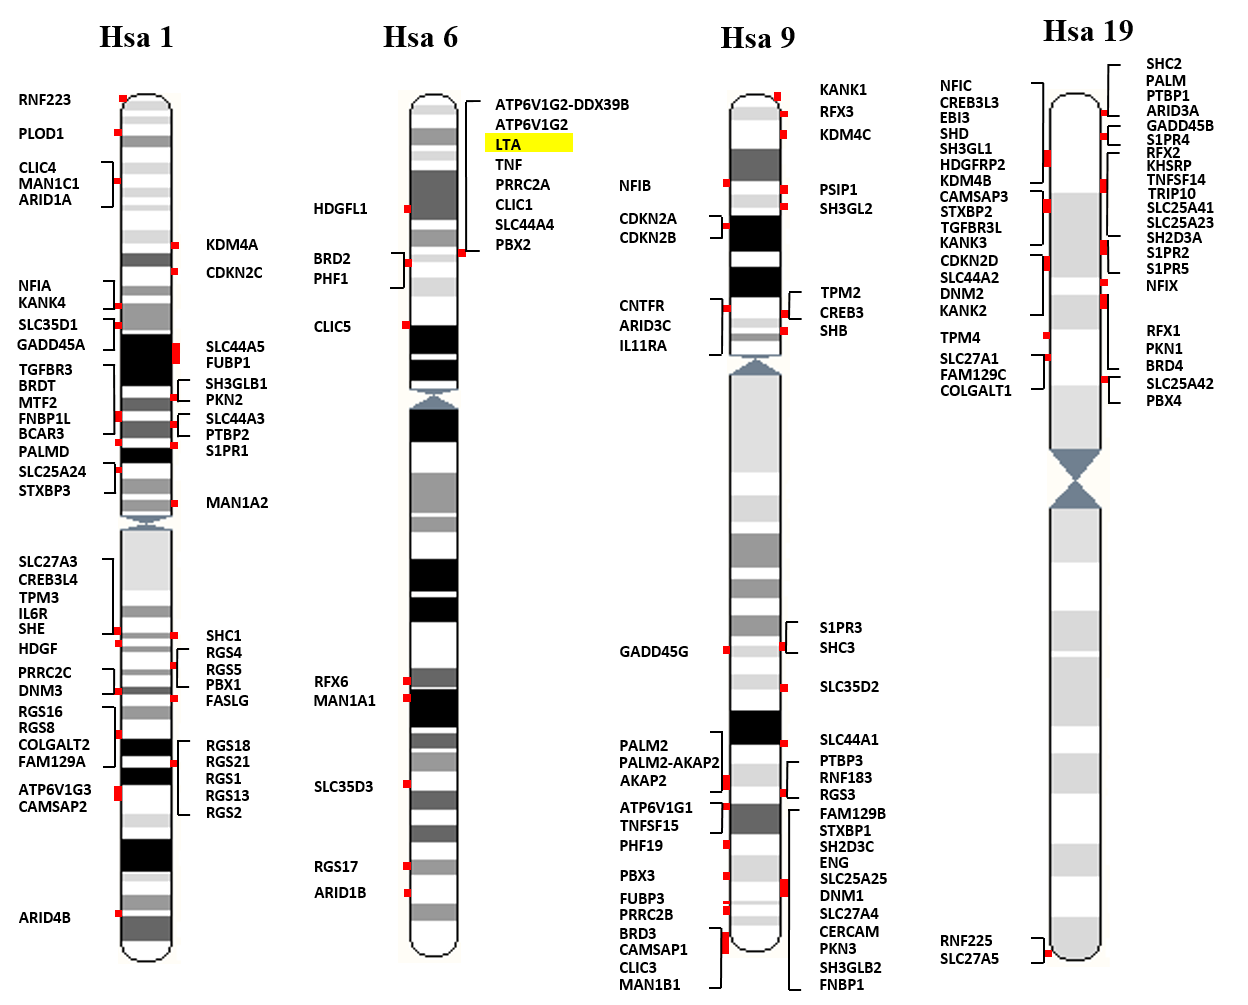 Hsa 1
RNF223
PLOD1
CLIC4
MAN1C1
ARID1A
NFIA
KANK4
SLC35D1
GADD45A
TGFBR3
BRDT
MTF2
FNBP1L
BCAR3
PALMD
SLC25A24
STXBP3
SLC27A3
CREB3L4
TPM3
IL6R
SHE
HDGF
PRRC2C
DNM3
RGS16
RGS8
COLGALT2
FAM129A
ATP6V1G3
CAMSAP2
ARID4B
KDM4A
CDKN2C
SLC44A5
FUBP1
SH3GLB1
PKN2
SLC44A3
PTBP2
S1PR1
MAN1A2
SHC1
RGS4
RGS5
PBX1
FASLG
RGS18
RGS21
RGS1
RGS13
RGS2
Hsa 6
HDGFL1
BRD2
PHF1
CLIC5
RFX6
MAN1A1
SLC35D3
RGS17
ARID1B
ATP6V1G2-DDX39B
ATP6V1G2
LTA
TNF
PRRC2A
CLIC1
SLC44A4
PBX2
Hsa 9
NFIB
CDKN2A
CDKN2B
CNTFR
ARID3C
IL11RA
GADD45G
PALM2
PALM2-AKAP2
AKAP2
ATP6V1G1
TNFSF15
PHF19
PBX3
FUBP3
PRRC2B
BRD3
CAMSAP1
CLIC3
MAN1B1
KANK1
RFX3
KDM4C
PSIP1
SH3GL2
TPM2
CREB3
SHB
S1PR3
SHC3
SLC35D2
SLC44A1
PTBP3
RNF183
RGS3
FAM129B
STXBP1
SH2D3C
ENG
SLC25A25
DNM1
SLC27A4
CERCAM
PKN3
SH3GLB2
FNBP1
Hsa 19
NFIC
CREB3L3
EBI3
SHD
SH3GL1
HDGFRP2
KDM4B
CAMSAP3
STXBP2
TGFBR3L
KANK3
CDKN2D
SLC44A2
DNM2
KANK2
TPM4
SLC27A1
FAM129C
COLGALT1
RNF225
SLC27A5
SHC2
PALM
PTBP1
ARID3A
GADD45B
S1PR4
RFX2
KHSRP
TNFSF14
TRIP10
SLC25A41
SLC25A23
SH2D3A
S1PR2
S1PR5
NFIX
RFX1
PKN1
BRD4
SLC25A42
PBX4